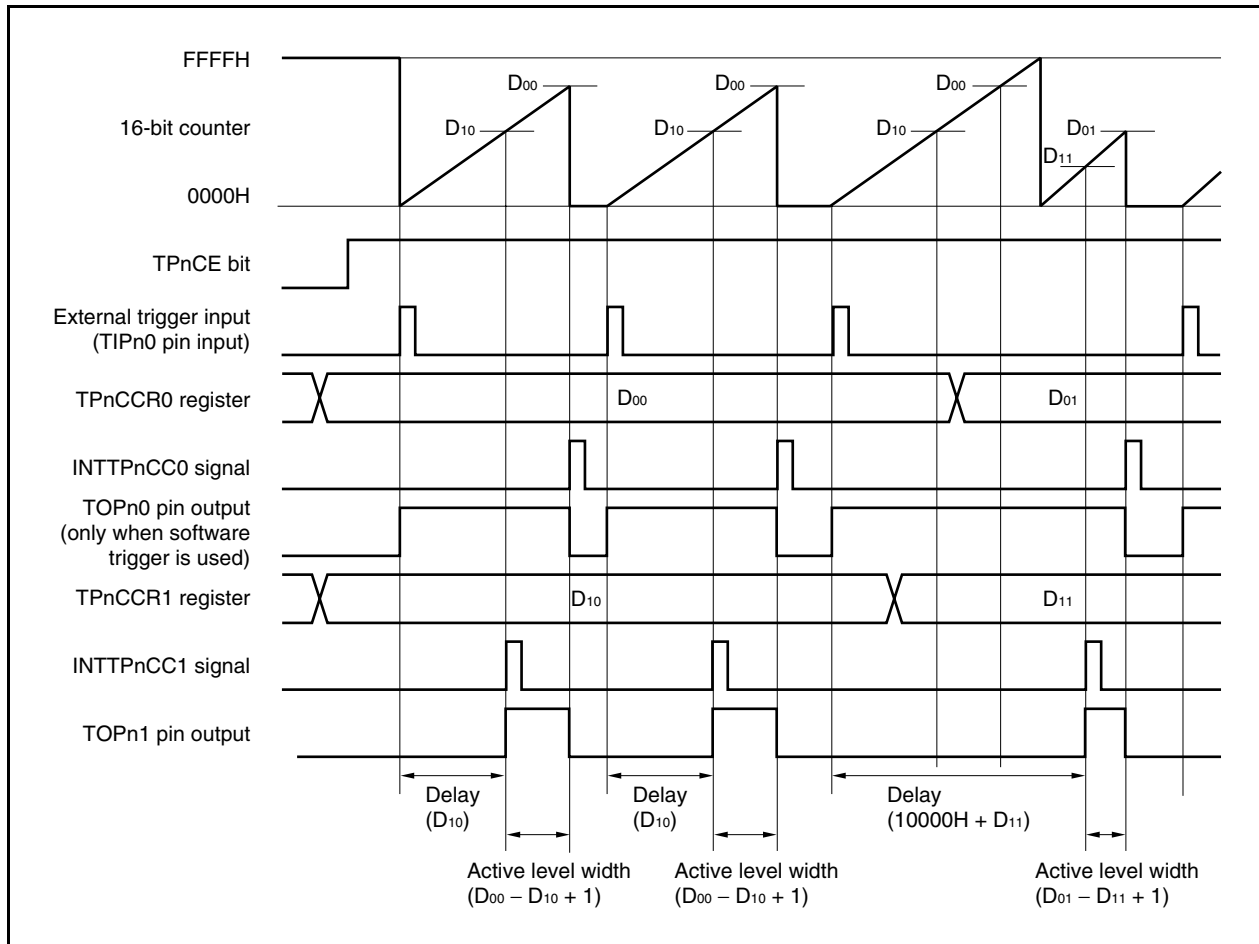 FFFFH
D00
D00
D00
16-bit counter
D10
D10
D10
D01
D11
0000H
TPnCE bit
External trigger input
(TIPn0 pin input)
TPnCCR0 register
D00
D01
INTTPnCC0 signal
TOPn0 pin output
(only when software
trigger is used)
TPnCCR1 register
D10
D11
INTTPnCC1 signal
TOPn1 pin output
Delay
(D10)
Delay
(D10)
Delay
(10000H + D11)
Active level width
(D00 − D10 + 1)
Active level width
(D00 − D10 + 1)
Active level width
(D01 − D11 + 1)